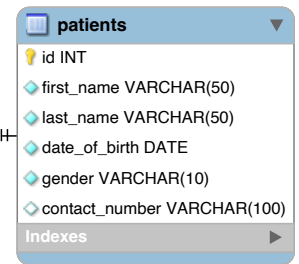 patients
id INT
first_name VARCHAR(50)
last_name VARCHAR(50)
date_of_birth DATE
gender VARCHAR(10)
contact_number VARCHAR(100)
Indexes